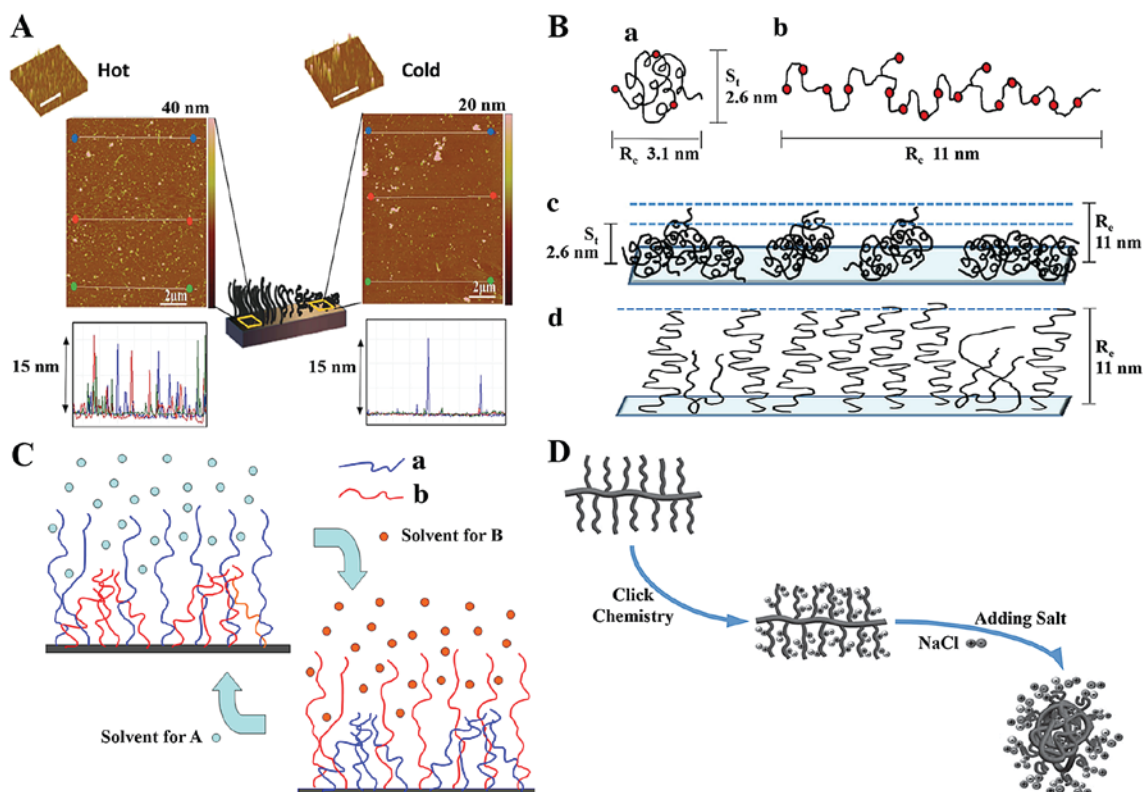 A
Hot
Cold
40 nm
20 nm
2μm
2μm
15 nm
15 nm
B
a
b
St
2.6 nm
Re 3.1 nm
Re 11 nm
c
St
2.6 nm
Re
11 nm
d
Re
11 nm
C
a
b
Solvent for B
Solvent for A
D
Click
Chemistry
Adding Salt
NaCl